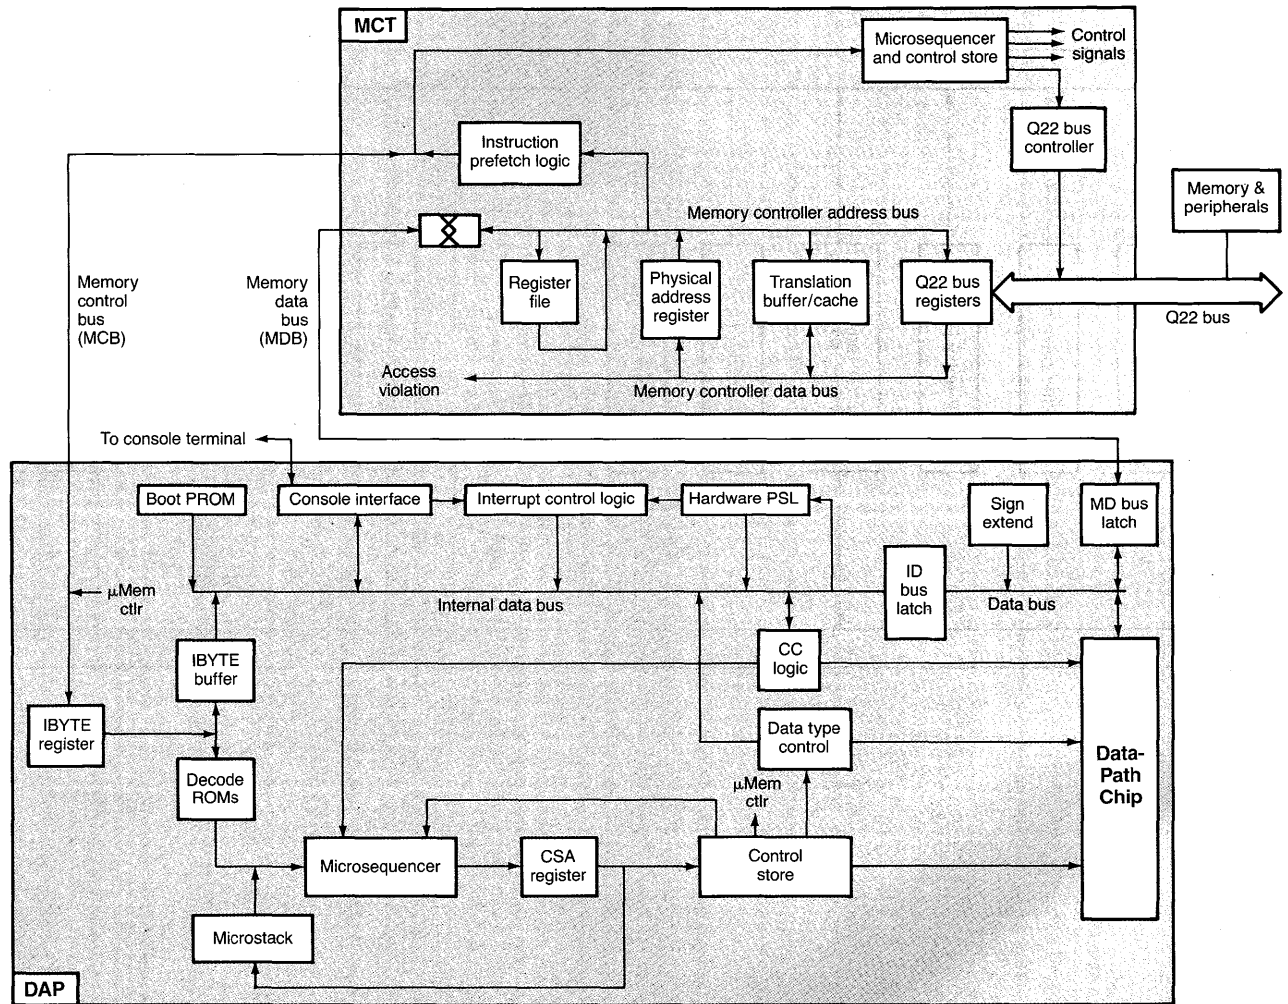 MCT
Microsequencer
and control store
Control
signals
Instruction
prefetch logic
Q22 bus
controller
Memory &
peripherals
Memory controller address bus
Memory
control
bus
(MCB)
Memory
data
bus
(MDB)
Register
file
Physical
address
register
Translation
buffer/cache
Q22 bus
registers
Q22 bus
Access
violation
Memory controller data bus
To console terminal
Boot PROM
Console interface
Interrupt control logic
Hardware PSL
Sign
extend
MD bus
latch
ID
bus
latch
μMem
ctlr
Internal data bus
Data bus
IBYTE
buffer
CC
logic
IBYTE
register
Data type
control
Decode
ROMs
Data-
Path
Chip
μMem
ctlr
Microsequencer
CSA
register
Control
store
Microstack
DAP